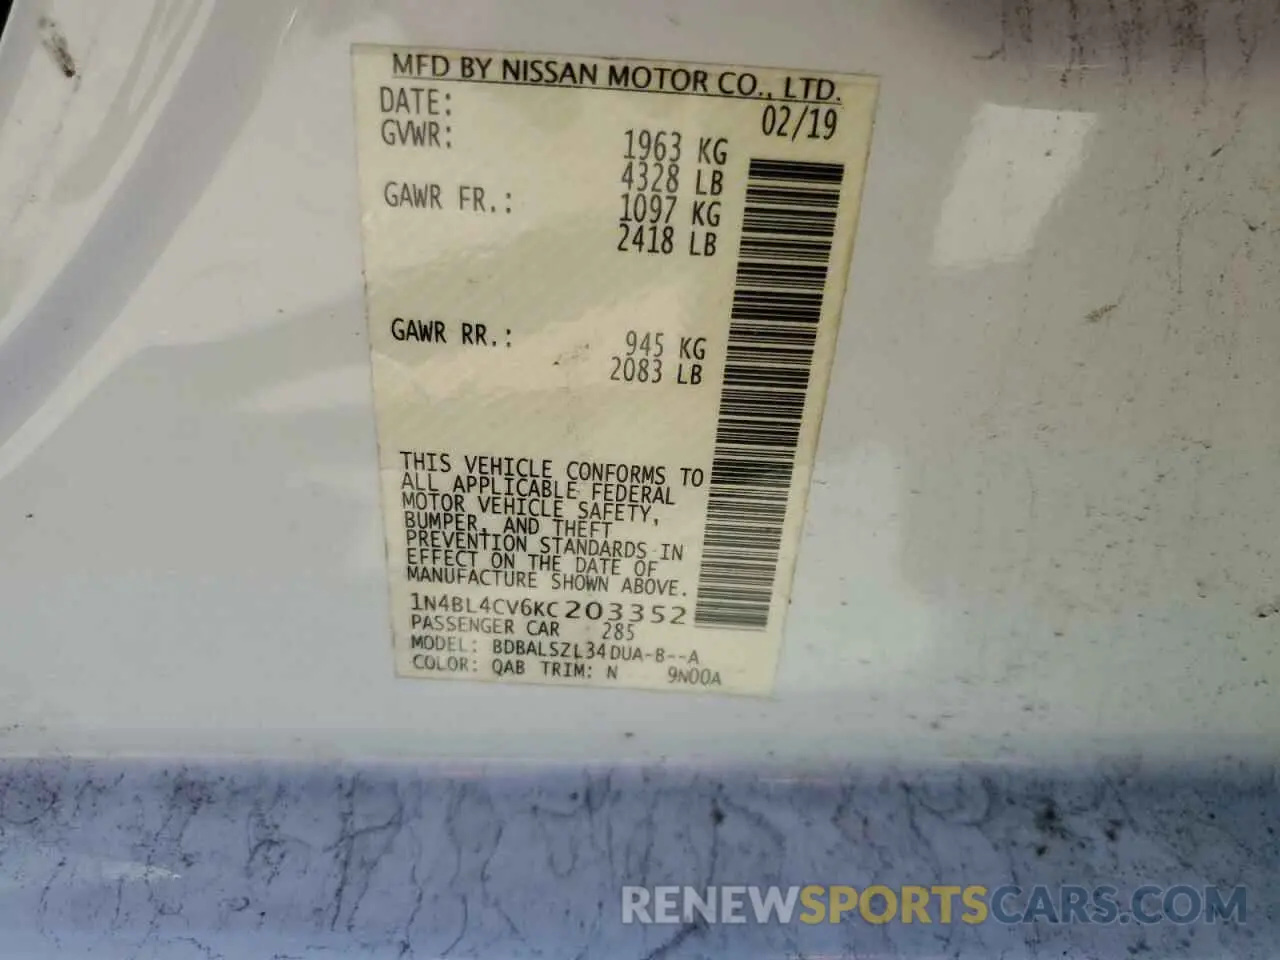 MFD BY NISSAN MOTOR CO., LTD.
DATE: 02/19
GVWR: 1963 KG
4328 LB
GAWR FR.: 1097 KG
2418 LB
GAWR RR.: 945 KG
2083 LB
THIS VEHICLE CONFORMS TO
ALL APPLICABLE FEDERAL
MOTOR VEHICLE SAFETY,
BUMPER, AND THEFT
PREVENTION STANDARDS IN
EFFECT ON THE DATE OF
MANUFACTURE SHOWN ABOVE.
1N4BL4CV6KC203352
PASSENGER CAR 285
MODEL: BDBALSZL34DUA-B--A
COLOR: QAB TRIM: N 9N00A
RENEWSPORTSCARS.COM